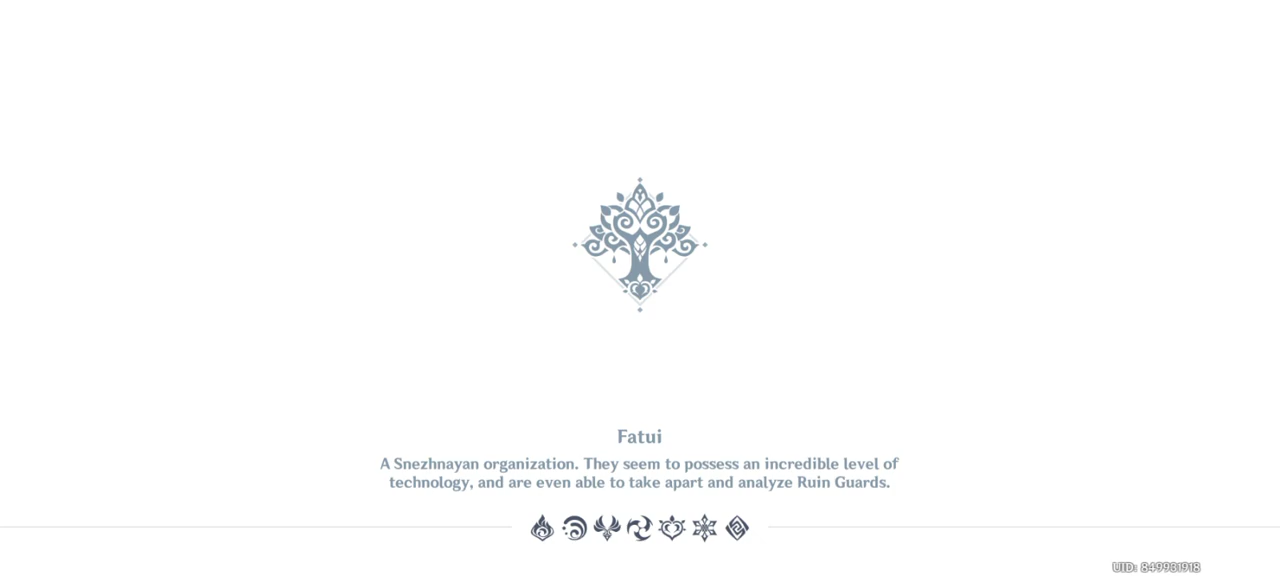 Fatui
A Snezhnayan organization. They seem to possess an incredible level of
technology, and are even able to take apart and analyze Ruin Guards.
UID: 849931918